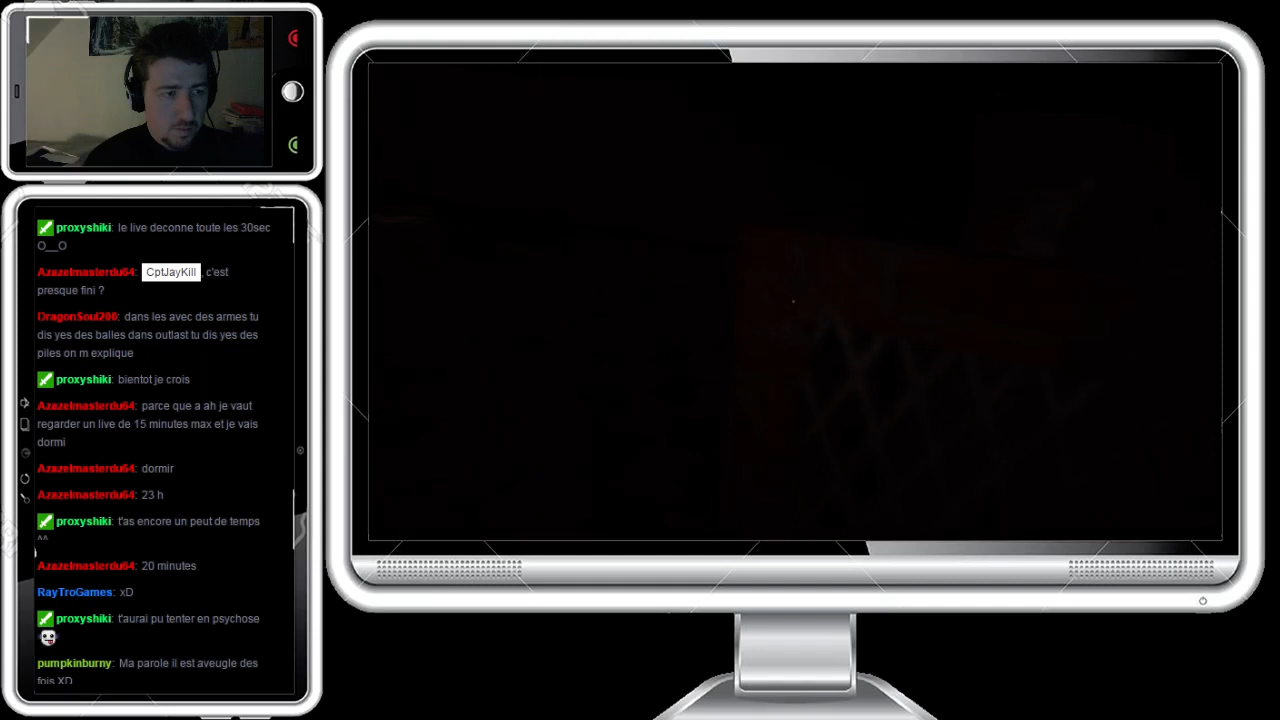 proxyshiki: le live deconne toute les 30sec
O__O
Azazelmasterdu64: CptJayKill , c'est
presque fini ?
DragonSoul200: dans les avec des armes tu
dis yes des balles dans outlast tu dis yes des
piles on m explique
proxyshiki: bientot je crois
Azazelmasterdu64: parce que a ah je vaut
regarder un live de 15 minutes max et je vais
dormi
Azazelmasterdu64: dormir
Azazelmasterdu64: 23 h
proxyshiki: t'as encore un peut de temps
^^
Azazelmasterdu64: 20 minutes
RayTroGames: xD
proxyshiki: t'aurai pu tenter en psychose
pumpkinburny: Ma parole il est aveugle des
fois XD